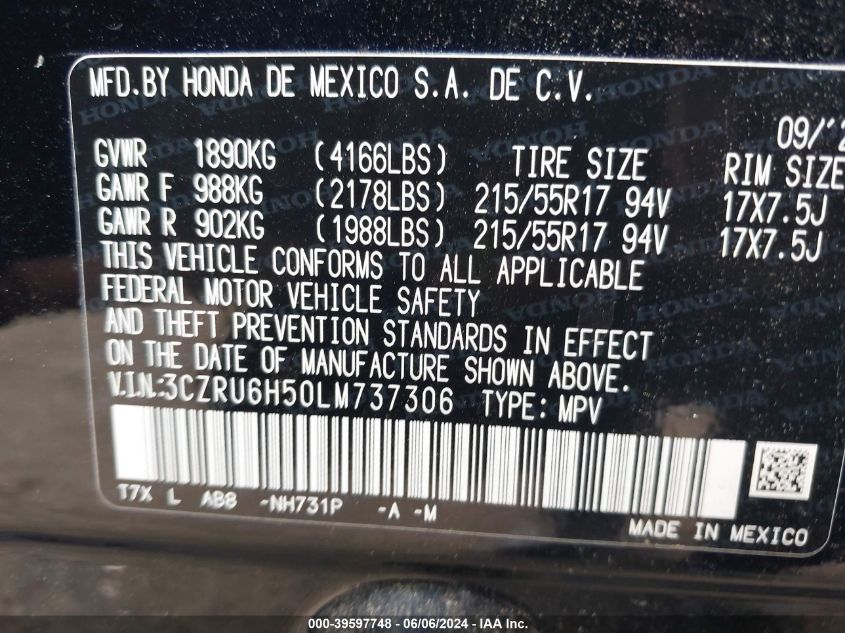 MFD.BY HONDA DE MEXICO S.A. DE C.V.
09/
GVWR 1890KG (4166LBS) TIRE SIZE RIM SIZE
GAWR F 988KG (2178LBS) 215/55R17 94V 17X7.5J
GAWR R 902KG (1988LBS) 215/55R17 94V 17X7.5J
THIS VEHICLE CONFORMS TO ALL APPLICABLE
FEDERAL MOTOR VEHICLE SAFETY
AND THEFT PREVENTION STANDARDS IN EFFECT
ON THE DATE OF MANUFACTURE SHOWN ABOVE.
V.I.N.:3CZRU6H50LM737306 TYPE: MPV
T7X L AB8 -NH731P -A -M
MADE IN MEXICO
000-39597748 - 06/06/2024 - IAA Inc.